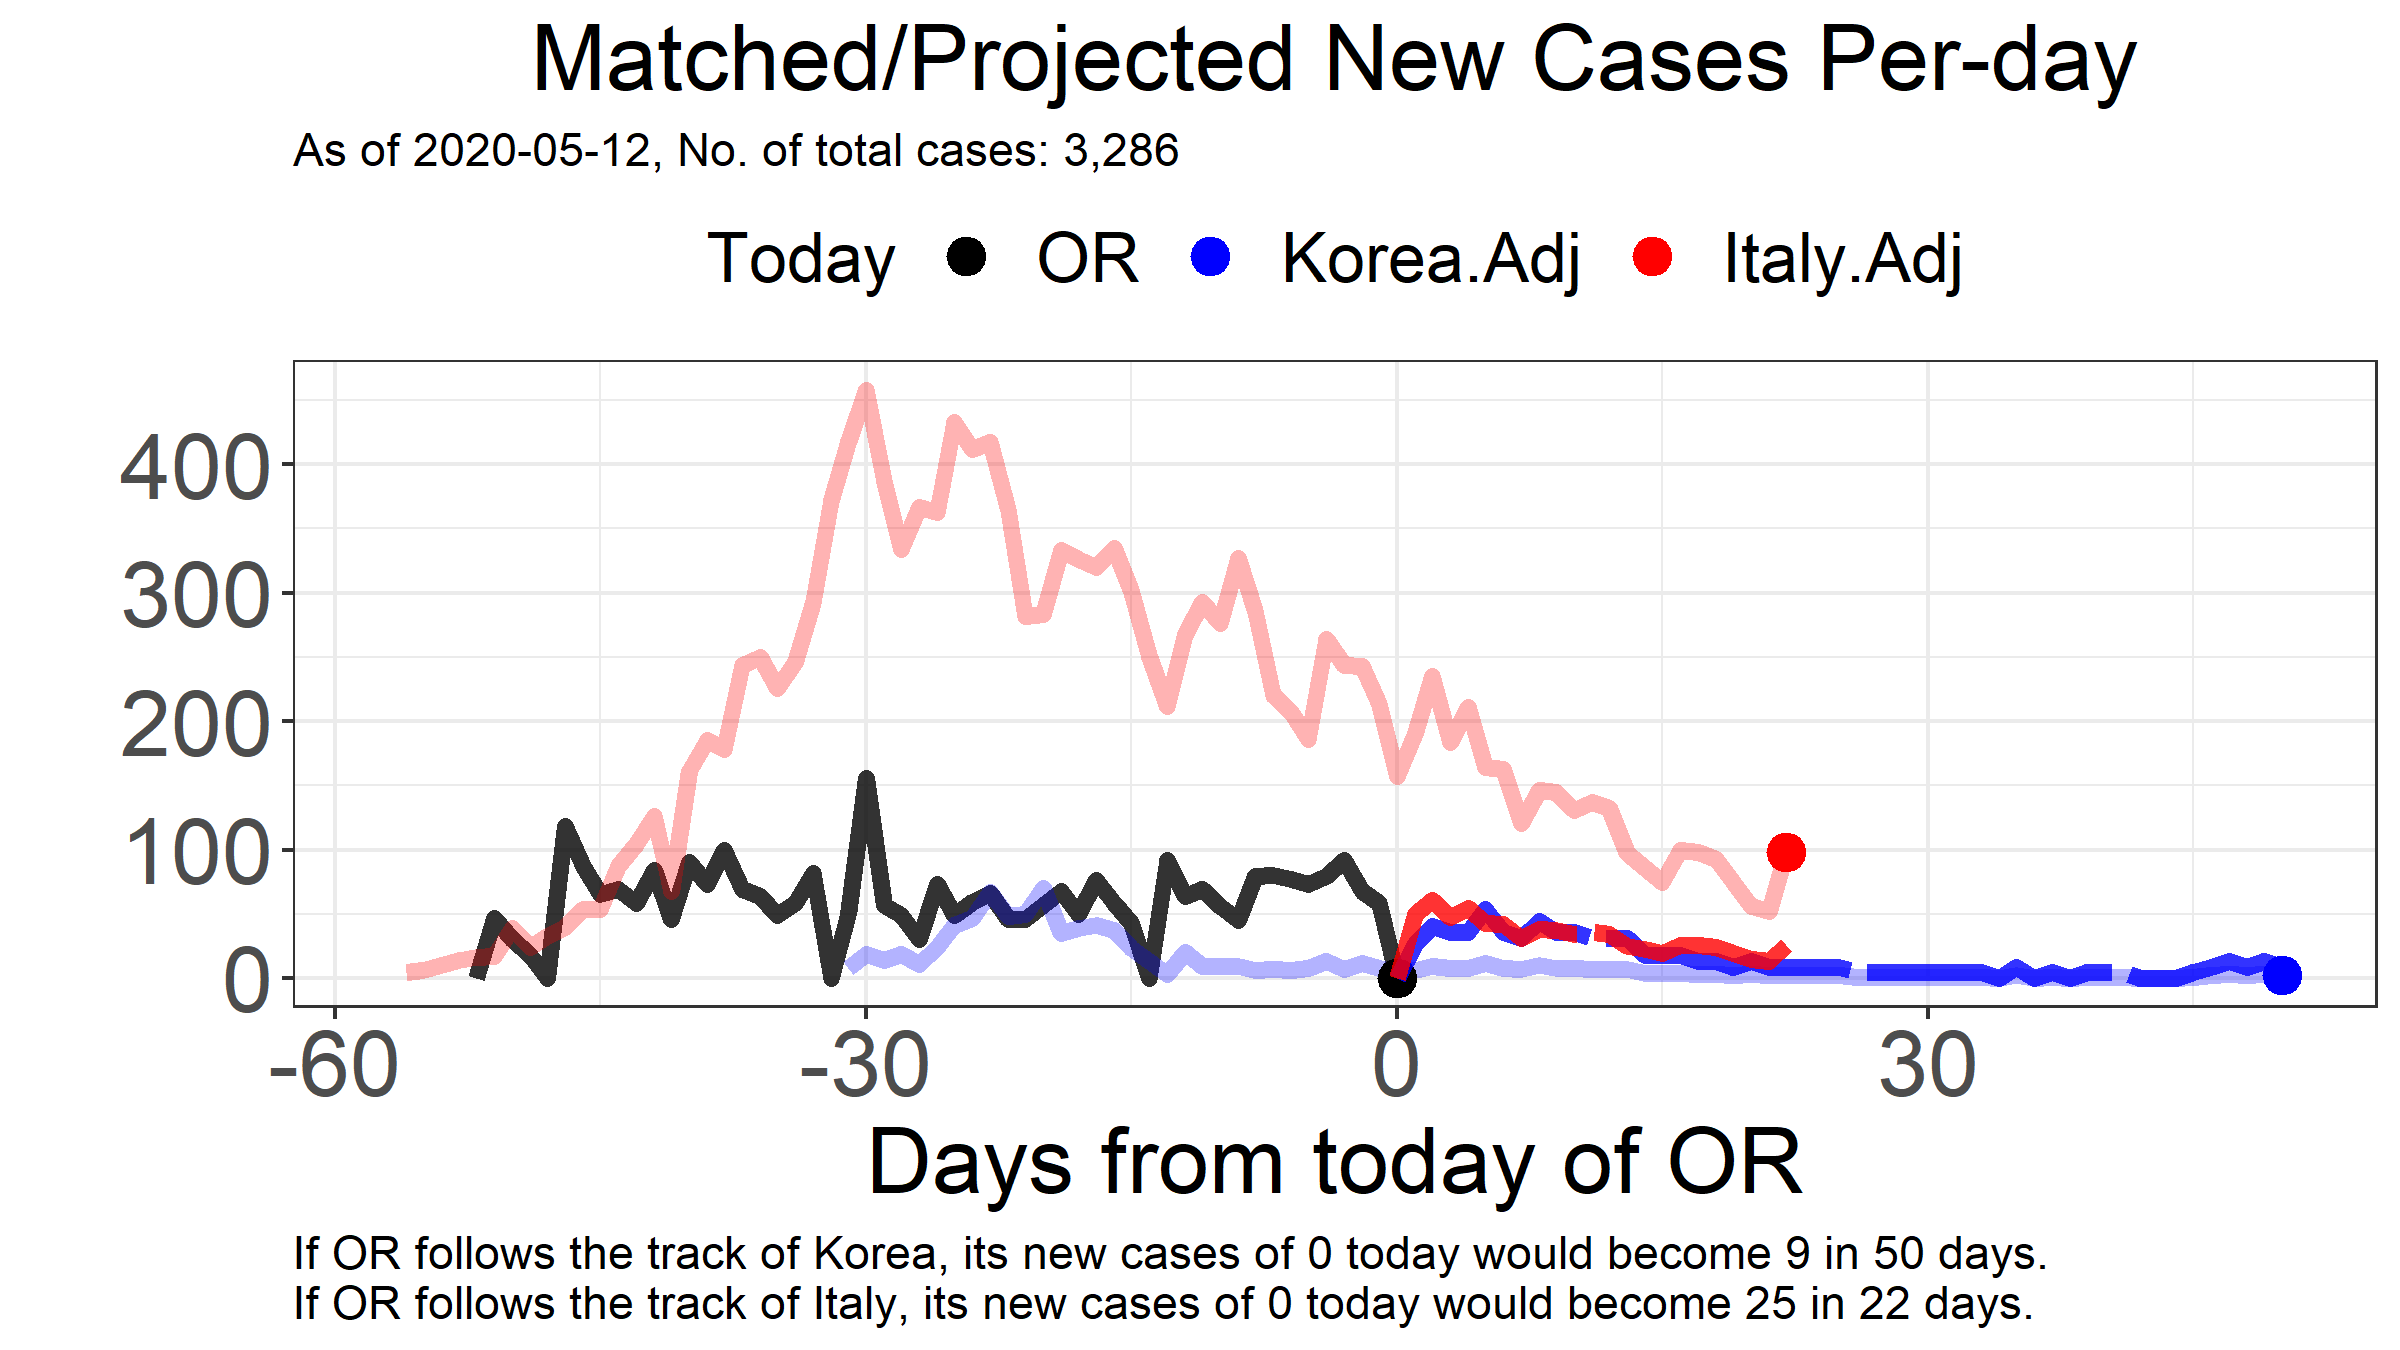 Matched/Projected New Cases Per-day
As of 2020-05-12, No. of total cases: 3,286
Today OR Korea.Adj Italy.Adj
400
300
200
100
0
-60 -30 0 30
Days from today of OR
If OR follows the track of Korea, its new cases of 0 today would become 9 in 50 days.
If OR follows the track of Italy, its new cases of 0 today would become 25 in 22 days.